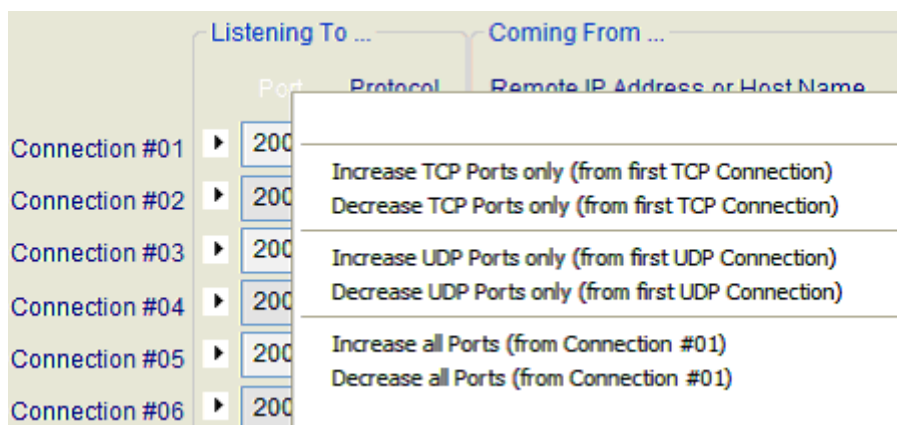 Listening To ... Coming From ...
Port Protocol Remote IP Address or Host Name
Connection #01 200
Increase TCP Ports only (from first TCP Connection)
Connection #02 200 Decrease TCP Ports only (from first TCP Connection)
Connection #03 200 Increase UDP Ports only (from first UDP Connection)
Connection #04 200 Decrease UDP Ports only (from first UDP Connection)
Connection #05 200 Increase all Ports (from Connection #01)
Decrease all Ports (from Connection #01)
Connection #06 200